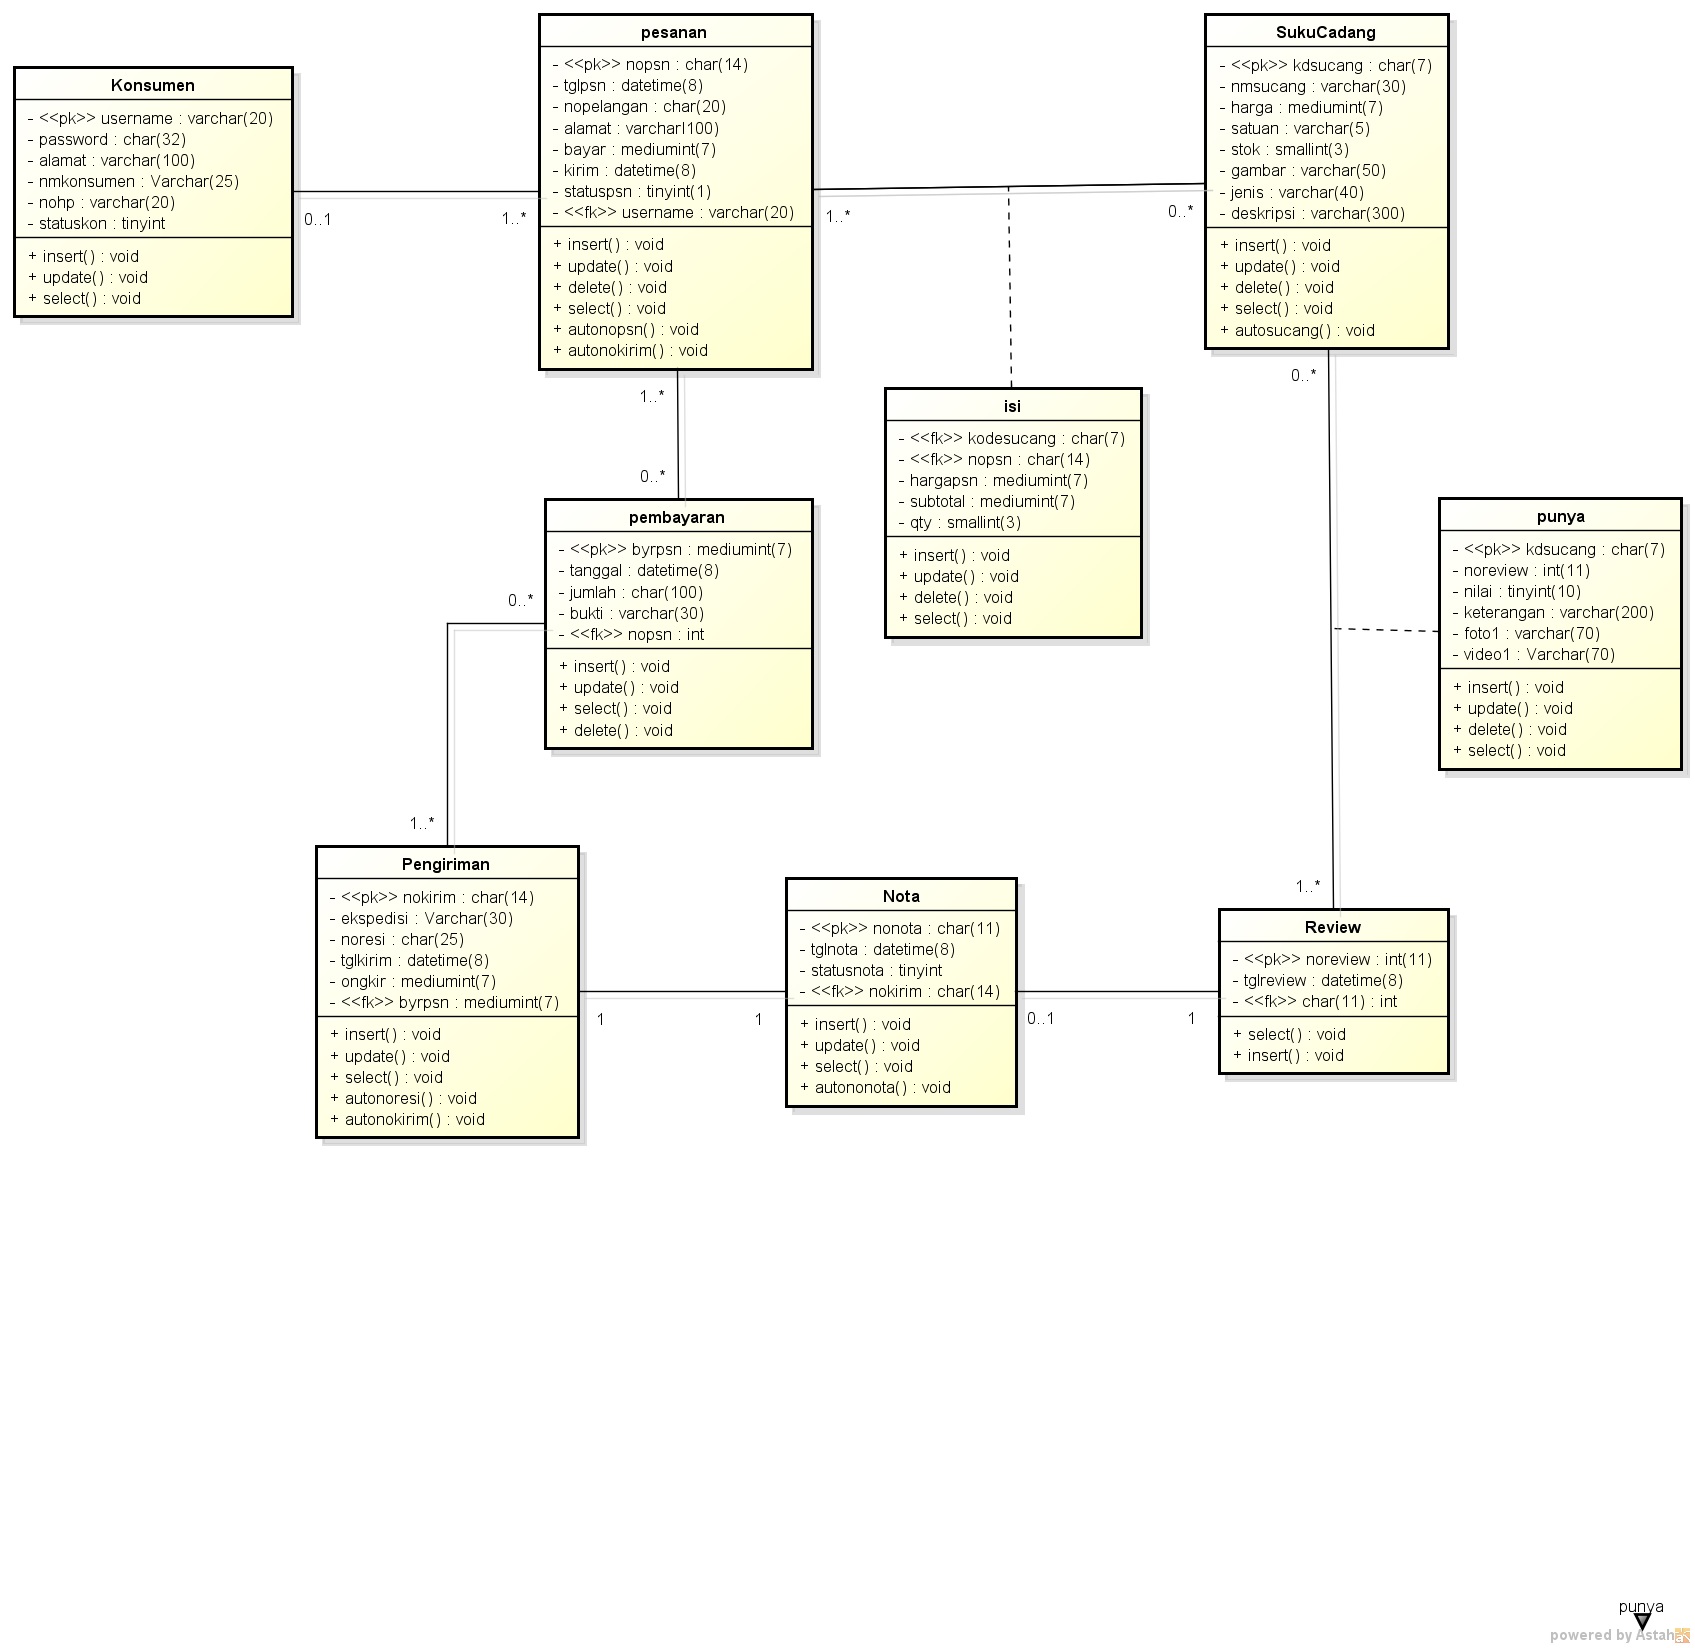 Konsumen
- <<pk>> username : varchar(20)
- password : char(32)
- alamat : varchar(100)
- nmkonsumen : Varchar(25)
- nohp : varchar(20)
- statuskon : tinyint
+ insert() : void
+ update() : void
+ select() : void
0..1
1..*
pesanan
- <<pk>> nopsn : char(14)
- tglpsn : datetime(8)
- nopelangan : char(20)
- alamat : varcharl100)
- bayar : mediumint(7)
- kirim : datetime(8)
- statuspsn : tinyint(1)
- <<fk>> username : varchar(20)
+ insert() : void
+ update() : void
+ delete() : void
+ select() : void
+ autonopsn() : void
+ autonokirim() : void
1..*
0..*
SukuCadang
- <<pk>> kdsucang : char(7)
- nmsucang : varchar(30)
- harga : mediumint(7)
- satuan : varchar(5)
- stok : smallint(3)
- gambar : varchar(50)
- jenis : varchar(40)
- deskripsi : varchar(300)
+ insert() : void
+ update() : void
+ delete() : void
+ select() : void
+ autosucang() : void
0..*
1..*
0..*
isi
- <<fk>> kodesucang : char(7)
- <<fk>> nopsn : char(14)
- hargapsn : mediumint(7)
- subtotal : mediumint(7)
- qty : smallint(3)
+ insert() : void
+ update() : void
+ delete() : void
+ select() : void
pembayaran
- <<pk>> byrpsn : mediumint(7)
- tanggal : datetime(8)
- jumlah : char(100)
- bukti : varchar(30)
- <<fk>> nopsn : int
+ insert() : void
+ update() : void
+ select() : void
+ delete() : void
punya
- <<pk>> kdsucang : char(7)
- noreview : int(11)
- nilai : tinyint(10)
- keterangan : varchar(200)
- foto1 : varchar(70)
- video1 : Varchar(70)
+ insert() : void
+ update() : void
+ delete() : void
+ select() : void
0..*
1..*
Pengiriman
- <<pk>> nokirim : char(14)
- ekspedisi : Varchar(30)
- noresi : char(25)
- tglkirim : datetime(8)
- ongkir : mediumint(7)
- <<fk>> byrpsn : mediumint(7)
+ insert() : void
+ update() : void
+ select() : void
+ autonoresi() : void
+ autonokirim() : void
1
1
Nota
- <<pk>> nonota : char(11)
- tglnota : datetime(8)
- statusnota : tinyint
- <<fk>> nokirim : char(14)
+ insert() : void
+ update() : void
+ select() : void
+ autononota() : void
0..1
1
1..*
Review
- <<pk>> noreview : int(11)
- tglreview : datetime(8)
- <<fk>> char(11) : int
+ select() : void
+ insert() : void
punya
powered by Astah